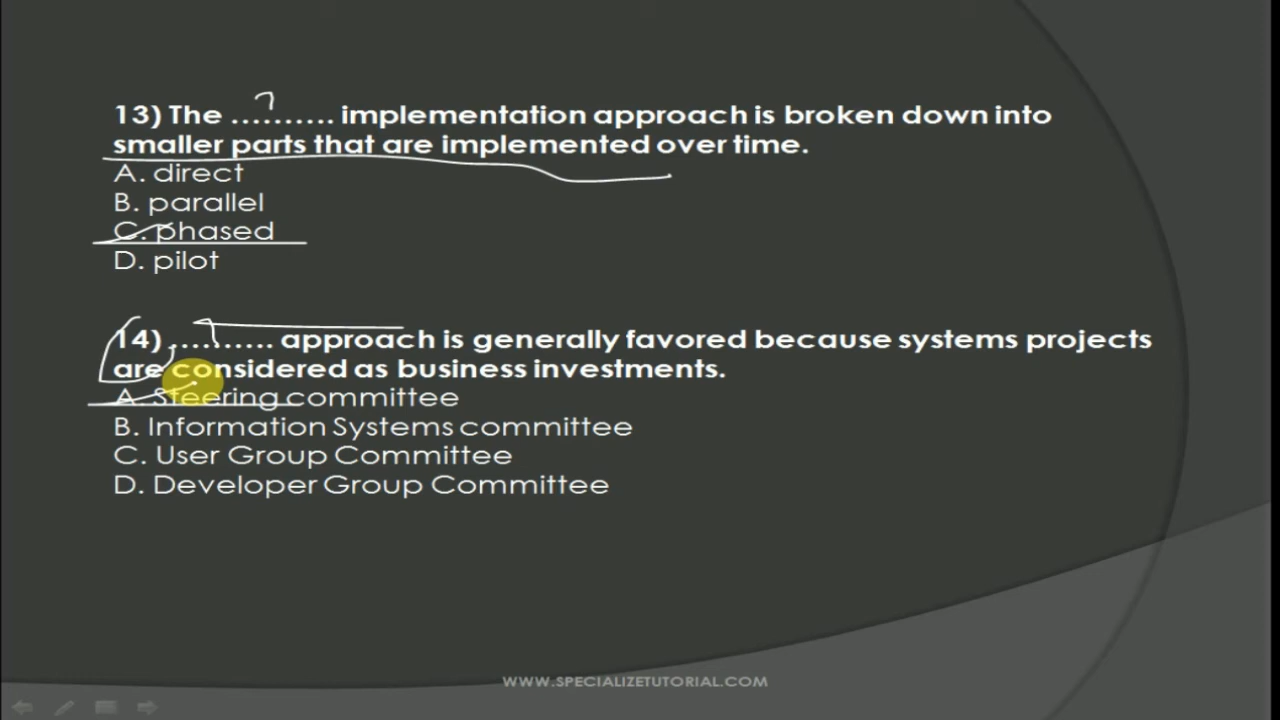 13) The .......... implementation approach is broken down into
smaller parts that are implemented over time.
A. direct
B. parallel
C. phased
D. pilot
14) .......... approach is generally favored because systems projects
are considered as business investments.
A. Steering committee
B. Information Systems committee
C. User Group Committee
D. Developer Group Committee
WWW.SPECIALIZETUTORIAL.COM